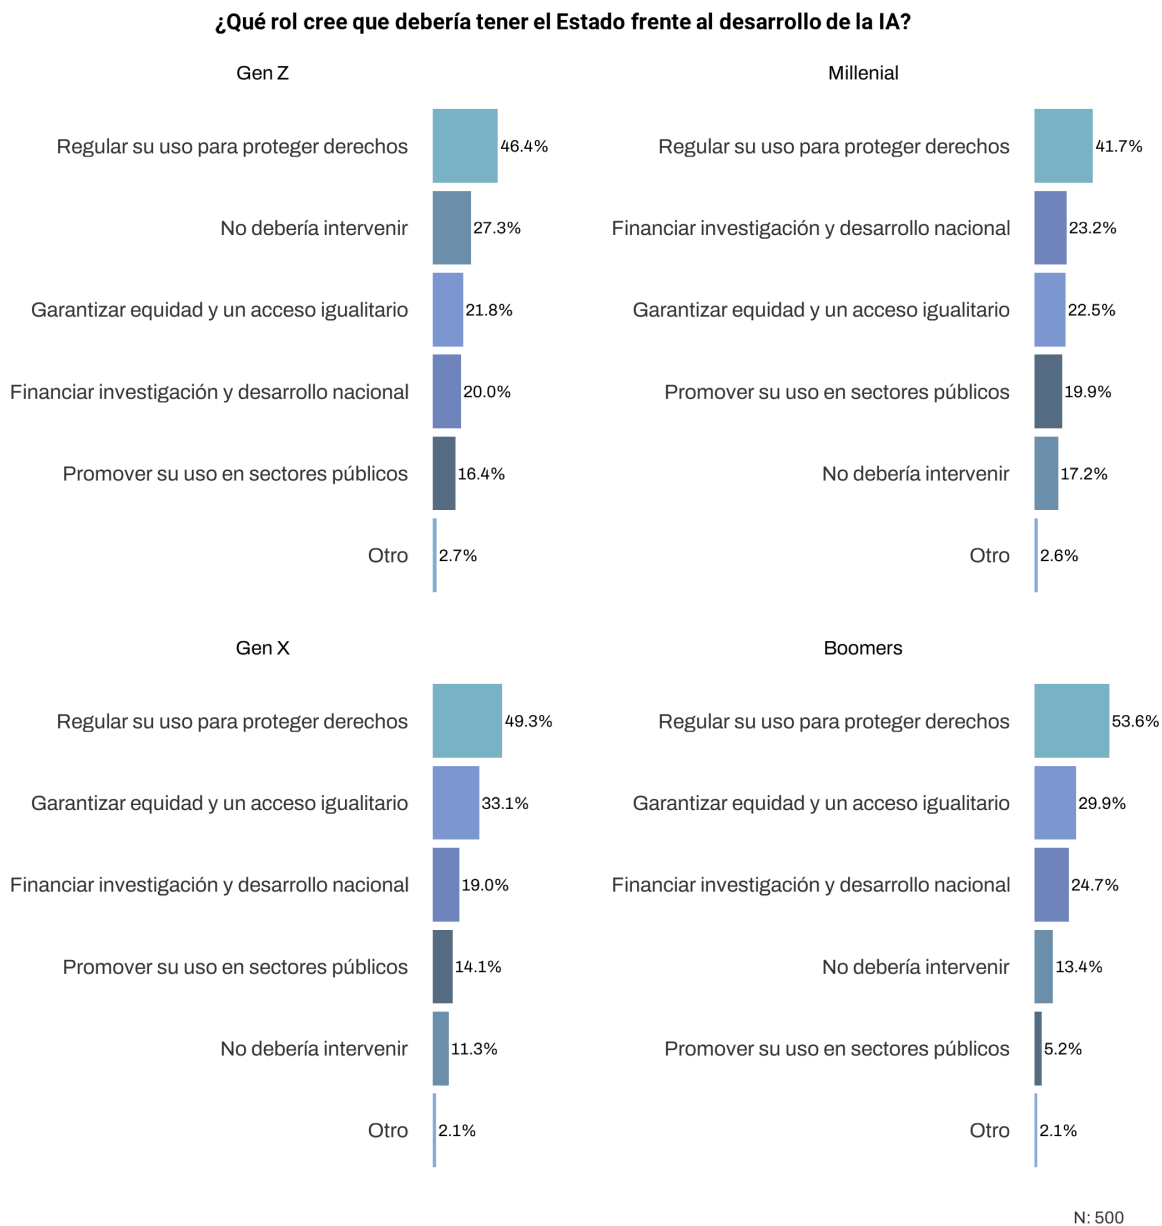 ¿Qué rol cree que debería tener el Estado frente al desarrollo de la IA?
Gen Z
Regular su uso para proteger derechos 46.4%
No debería intervenir 27.3%
Garantizar equidad y un acceso igualitario 21.8%
Financiar investigación y desarrollo nacional 20.0%
Promover su uso en sectores públicos 16.4%
Otro 2.7%
Millenial
Regular su uso para proteger derechos 41.7%
Financiar investigación y desarrollo nacional 23.2%
Garantizar equidad y un acceso igualitario 22.5%
Promover su uso en sectores públicos 19.9%
No debería intervenir 17.2%
Otro 2.6%
Gen X
Regular su uso para proteger derechos 49.3%
Garantizar equidad y un acceso igualitario 33.1%
Financiar investigación y desarrollo nacional 19.0%
Promover su uso en sectores públicos 14.1%
No debería intervenir 11.3%
Otro 2.1%
Boomers
Regular su uso para proteger derechos 53.6%
Garantizar equidad y un acceso igualitario 29.9%
Financiar investigación y desarrollo nacional 24.7%
No debería intervenir 13.4%
Promover su uso en sectores públicos 5.2%
Otro 2.1%
N: 500